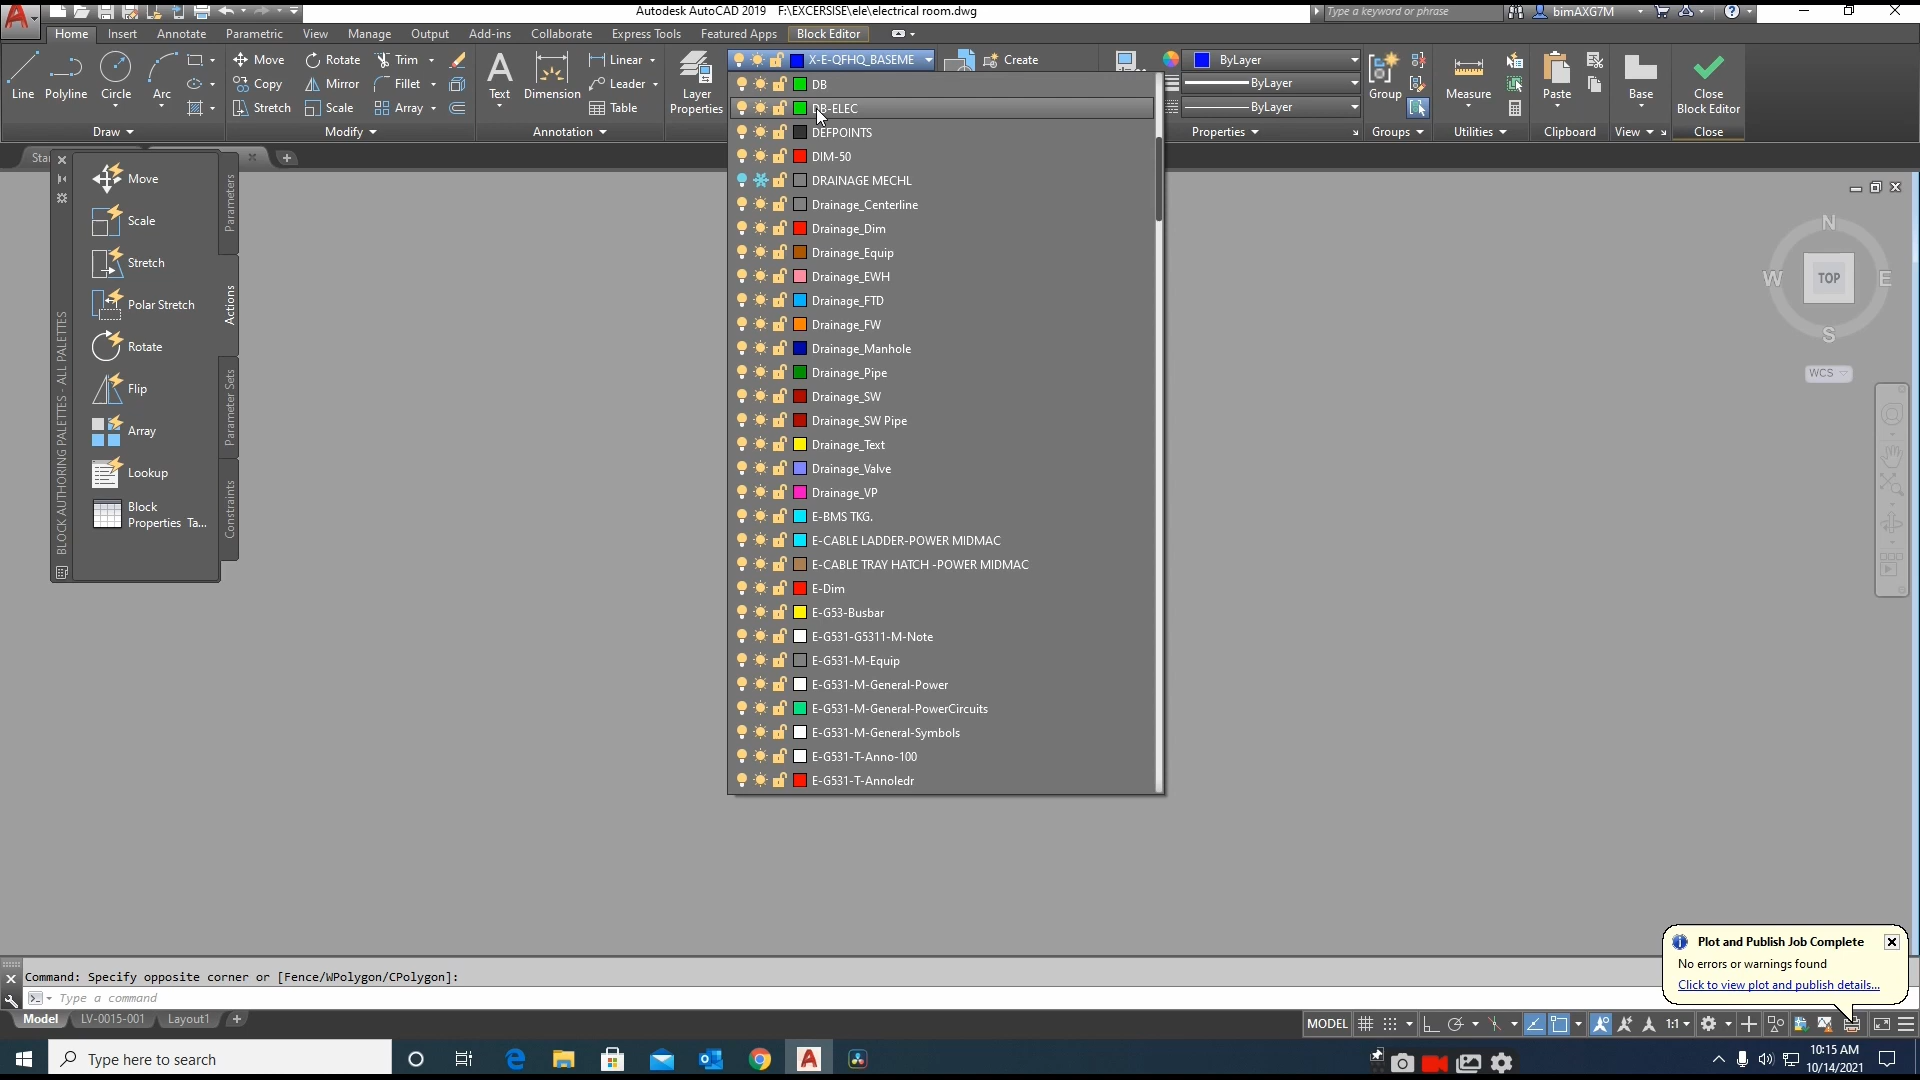 Autodesk AutoCAD 2019 F:\EXCERSISE\ele\electrical room.dwg
Type a keyword or phrase
bimAXG7M
Home Insert Annotate Parametric View Manage Output Add-ins Collaborate Express Tools Featured Apps Block Editor
Line Polyline Circle Arc
Move Rotate Trim
Copy Mirror Fillet
Stretch Scale Array
Text Dimension
Linear
Leader
Table
Layer
Properties
X-E-QFHQ_BASEME
Create
ByLayer
ByLayer
ByLayer
Group
Measure
Paste
Base
Close
Block Editor
Draw Modify Annotation Properties Groups Utilities Clipboard View Close
Move
Scale
Stretch
Polar Stretch
Rotate
Flip
Array
Lookup
Block
Properties Ta...
Parameters
Actions
Parameter Sets
Constraints
BLOCK AUTHORING PALETTES - ALL PALETTES
DB
DB-ELEC
DEFPOINTS
DIM-50
DRAINAGE MECHL
Drainage_Centerline
Drainage_Dim
Drainage_Equip
Drainage_EWH
Drainage_FTD
Drainage_FW
Drainage_Manhole
Drainage_Pipe
Drainage_SW
Drainage_SW Pipe
Drainage_Text
Drainage_Valve
Drainage_VP
E-BMS TKG.
E-CABLE LADDER-POWER MIDMAC
E-CABLE TRAY HATCH -POWER MIDMAC
E-Dim
E-G53-Busbar
E-G531-G5311-M-Note
E-G531-M-Equip
E-G531-M-General-Power
E-G531-M-General-PowerCircuits
E-G531-M-General-Symbols
E-G531-T-Anno-100
E-G531-T-Annoledr
N
W TOP E
S
WCS
Plot and Publish Job Complete
No errors or warnings found
Click to view plot and publish details...
Command: Specify opposite corner or [Fence/WPolygon/CPolygon]:
Type a command
Model LV-0015-001 Layout1
MODEL 1:1
Type here to search
10:15 AM
10/14/2021